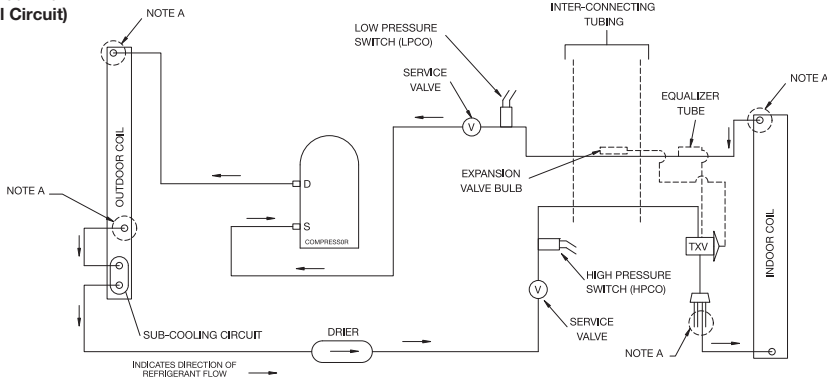 l Circuit)
NOTE A
INTER-CONNECTING
TUBING
LOW PRESSURE
SWITCH (LPCO)
SERVICE
VALVE
V
NOTE A
EQUALIZER
TUBE
OUTDOOR COIL
EXPANSION
VALVE BULB
D
S
COMPRESSOR
NOTE A
TXV
INDOOR COIL
HIGH PRESSURE
SWITCH (HPCO)
V
SERVICE
VALVE
SUB-COOLING CIRCUIT
DRIER
NOTE A
INDICATES DIRECTION OF
REFRIGERANT FLOW